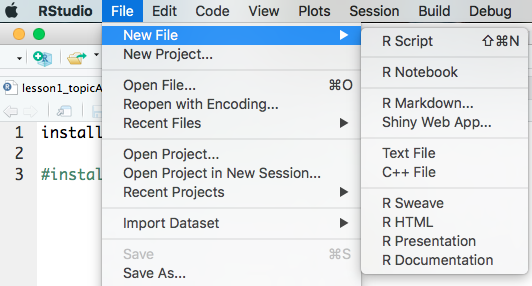 RStudio File Edit Code View Plots Session Build Debug
New File
New Project...
Open File... ⌘O
Reopen with Encoding...
Recent Files
Open Project...
Open Project in New Session...
Recent Projects
Import Dataset
Save ⌘S
Save As...
R Script ⇧⌘N
R Notebook
R Markdown...
Shiny Web App...
Text File
C++ File
R Sweave
R HTML
R Presentation
R Documentation
lesson1_topicA
1 install
2
3 #instal